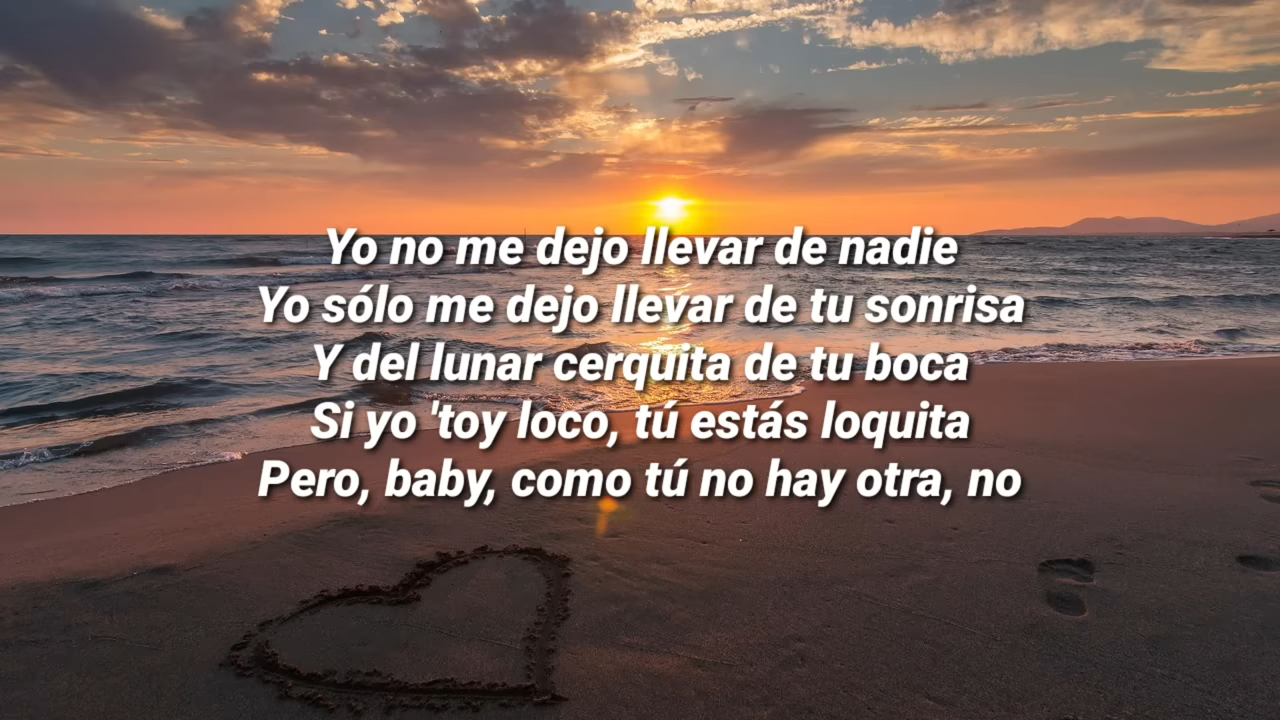 Yo no me dejo llevar de nadie
Yo sólo me dejo llevar de tu sonrisa
Y del lunar cerquita de tu boca
Si yo 'toy loco, tú estás loquita
Pero, baby, como tú no hay otra, no